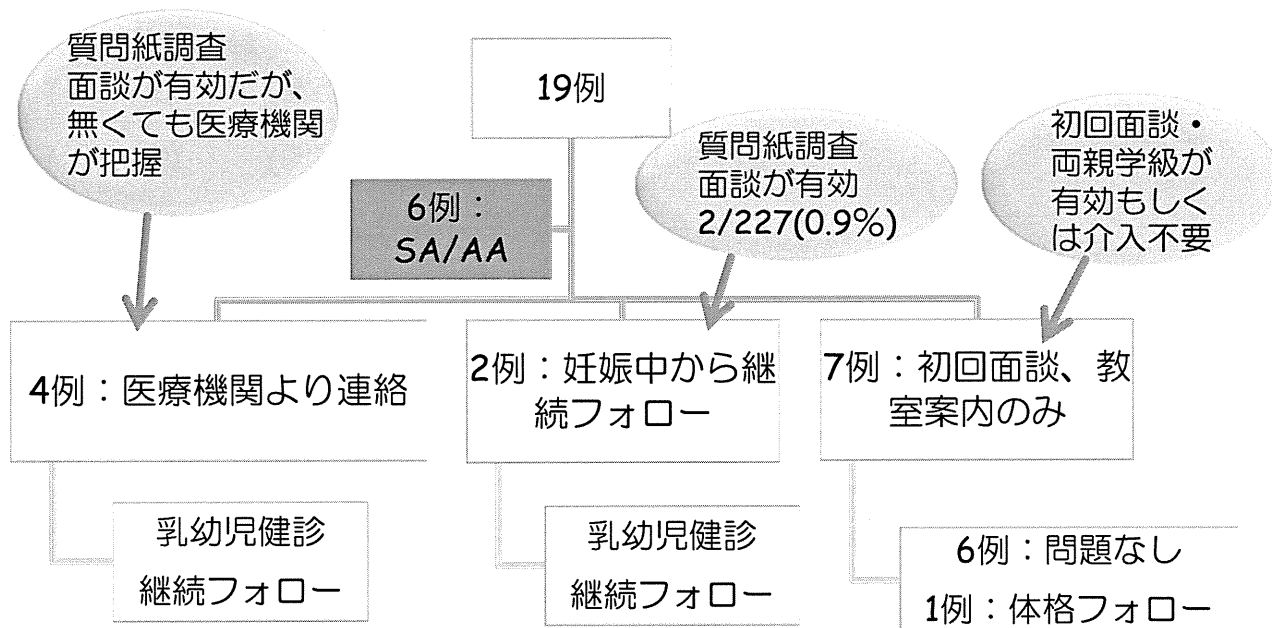 質問紙調査
面談が有効だが、
無くても医療機関
が把握
19例
6例：
SA/AA
質問紙調査
面談が有効
2/227(0.9%)
初回面談・
両親学級が
有効もしく
は介入不要
4例：医療機関より連絡
2例：妊娠中から継
続フォロー
7例：初回面談、教
室案内のみ
乳幼児健診
継続フォロー
乳幼児健診
継続フォロー
6例：問題なし
1例：体格フォロー